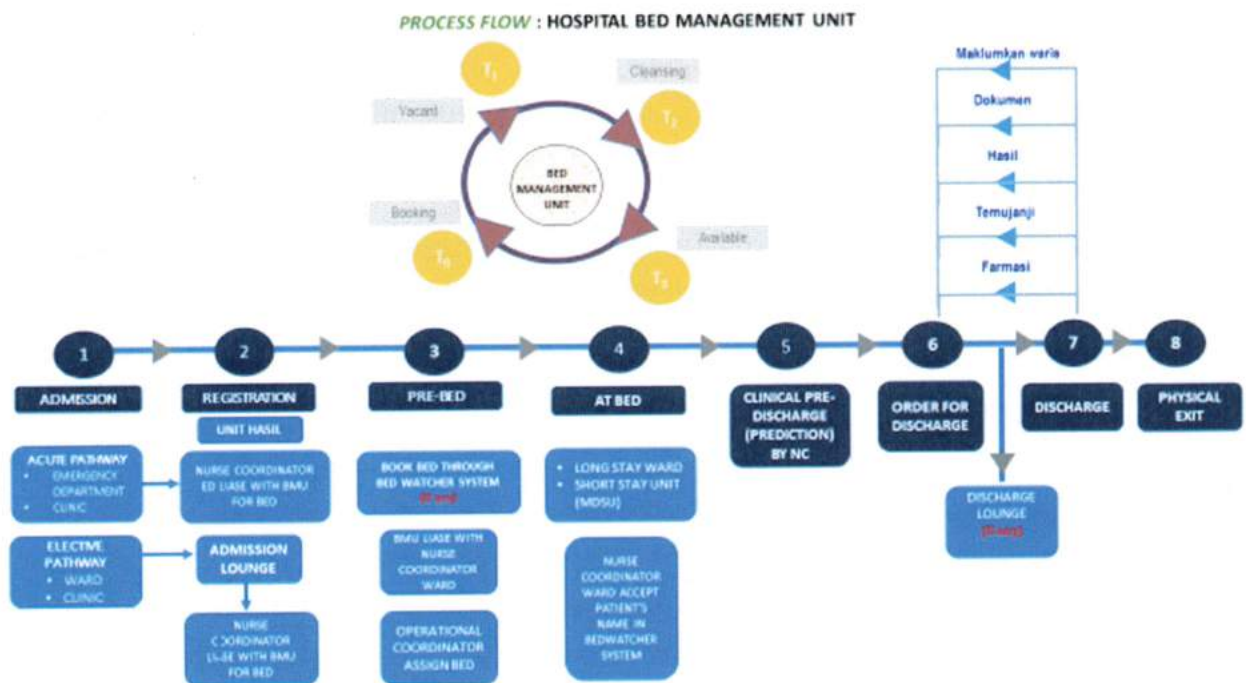 PROCESS FLOW : HOSPITAL BED MANAGEMENT UNIT
T1
Cleansing
T2
Vacant
BED
MANAGEMENT
UNIT
Booking
Available
Maklumkan waris
Dokumen
Hasil
Temujanji
Farmasi
1
2
3
4
5
6
7
8
ADMISSION
REGISTRATION
PRE-BED
AT BED
CLINICAL PRE-
DISCHARGE
(PREDICTION)
BY NC
ORDER FOR
DISCHARGE
DISCHARGE
PHYSICAL
EXIT
UNIT HASIL
ACUTE PATHWAY
• EMERGENCY
DEPARTMENT
• CLINIC
NURSE COORDINATOR
ED LIASE WITH BMU
FOR BED
BOOK BED THROUGH
BED WATCHER SYSTEM
• LONG STAY WARD
• SHORT STAY UNIT
(MDSU)
DISCHARGE
LOUNGE
ELECTIVE
PATHWAY
• WARD
• CLINIC
ADMISSION
LOUNGE
BMU LIASE WITH
NURSE
COORDINATOR
WARD
NURSE
COORDINATOR
WARD ACCEPT
PATIENT'S
NAME IN
BEDWATCHER
SYSTEM
NURSE
COORDINATOR
LIASE WITH BMU
FOR BED
OPERATIONAL
COORDINATOR
ASSIGN BED